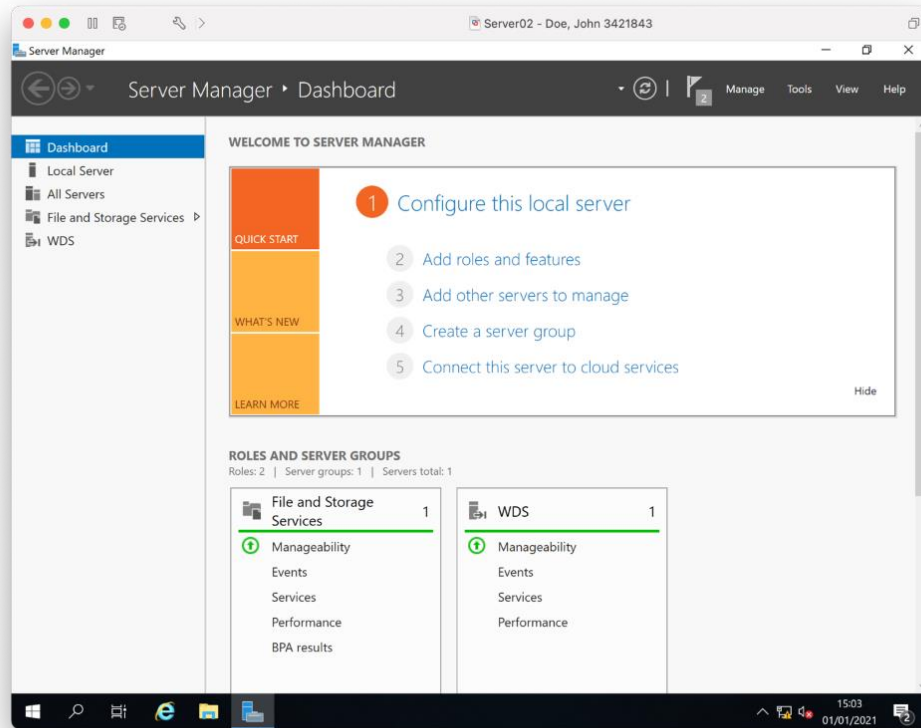 Server02 - Doe, John 3421843
Server Manager
Server Manager • Dashboard
2
Manage
Tools
View
Help
Dashboard
Local Server
All Servers
File and Storage Services
WDS
WELCOME TO SERVER MANAGER
QUICK START
WHAT'S NEW
LEARN MORE
1 Configure this local server
2 Add roles and features
3 Add other servers to manage
4 Create a server group
5 Connect this server to cloud services
Hide
ROLES AND SERVER GROUPS
Roles: 2 | Server groups: 1 | Servers total: 1
File and Storage
Services
1
Manageability
Events
Services
Performance
BPA results
WDS 1
Manageability
Events
Services
Performance
15:03
01/01/2021
2